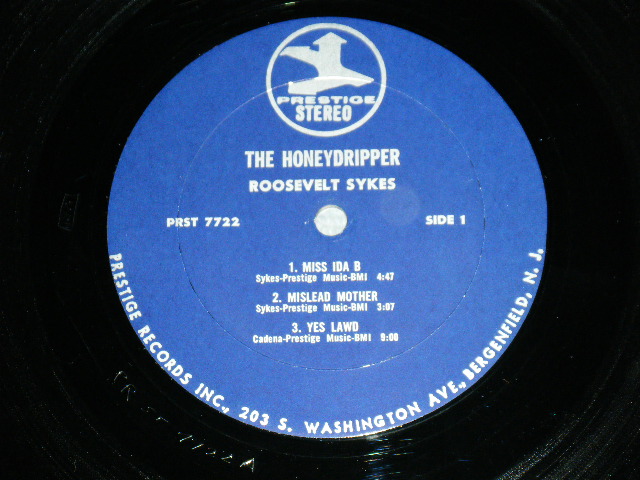 PRESTIGE
STEREO
THE HONEYDRIPPER
ROOSEVELT SYKES
PRST 7722
SIDE 1
1. MISS IDA B
Sykes-Prestige Music-BMI 4:47
2. MISLEAD MOTHER
Sykes-Prestige Music-BMI 3:07
3. YES LAWD
Cadena-Prestige Music-BMI 9:00
PRESTIGE RECORDS INC., 203 S. WASHINGTON AVE., BERGENFIELD, N. J.